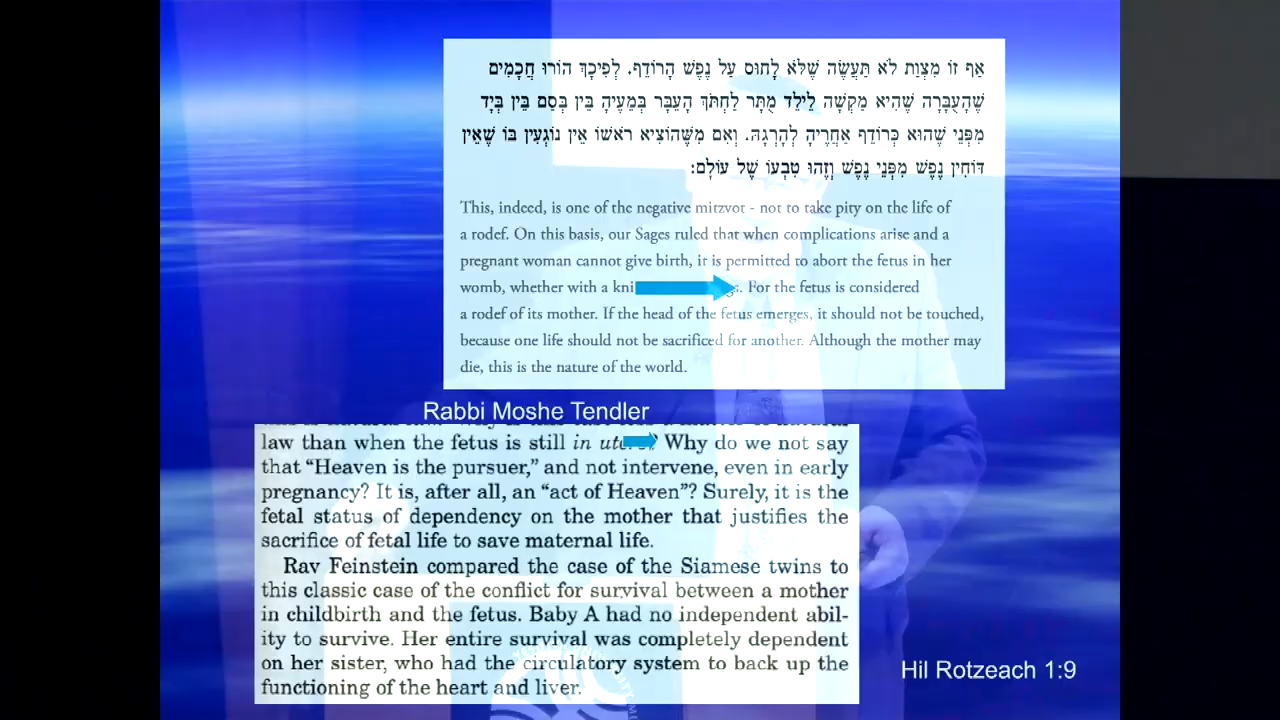 אַף זוֹ מִצְוַת לֹא תַּעֲשֶׂה שֶׁלֹּא לָחוּס עַל נֶפֶשׁ הָרוֹדֵף. לְפִיכָךְ הוֹרוּ חֲכָמִים
שֶׁהָעֻבָּרָה שֶׁהִיא מַקְשָׁה לֵילֵד מֻתָּר לַחְתֹּךְ הָעֻבָּר בְּמֵעֶיהָ בֵּין בְּסַם בֵּין בְּיָד
מִפְּנֵי שֶׁהוּא כְּרוֹדֵף אַחֲרֶיהָ לְהָרְגָהּ. וְאִם מִשֶּׁהוֹצִיא רֹאשׁוֹ אֵין נוֹגְעִין בּוֹ שֶׁאֵין
דּוֹחִין נֶפֶשׁ מִפְּנֵי נֶפֶשׁ וְזֶהוּ טִבְעוֹ שֶׁל עוֹלָם:
This, indeed, is one of the negative mitzvot - not to take pity on the life of
a rodef. On this basis, our Sages ruled that when complications arise and a
pregnant woman cannot give birth, it is permitted to abort the fetus in her
womb, whether with a For the fetus is considered
a rodef of its mother. If the head of the fetus emerges, it should not be touched,
because one life should not be sacrificed for another. Although the mother may
die, this is the nature of the world.
Rabbi Moshe Tendler
law than when the fetus is still in Why do we not say
that “Heaven is the pursuer,” and not intervene, even in early
pregnancy? It is, after all, an “act of Heaven”? Surely, it is the
fetal status of dependency on the mother that justifies the
sacrifice of fetal life to save maternal life.
Rav Feinstein compared the case of the Siamese twins to
this classic case of the conflict for survival between a mother
in childbirth and the fetus. Baby A had no independent abil-
ity to survive. Her entire survival was completely dependent
on her sister, who had the circulatory system to back up the
functioning of the heart and liver.
Hil Rotzeach 1:9